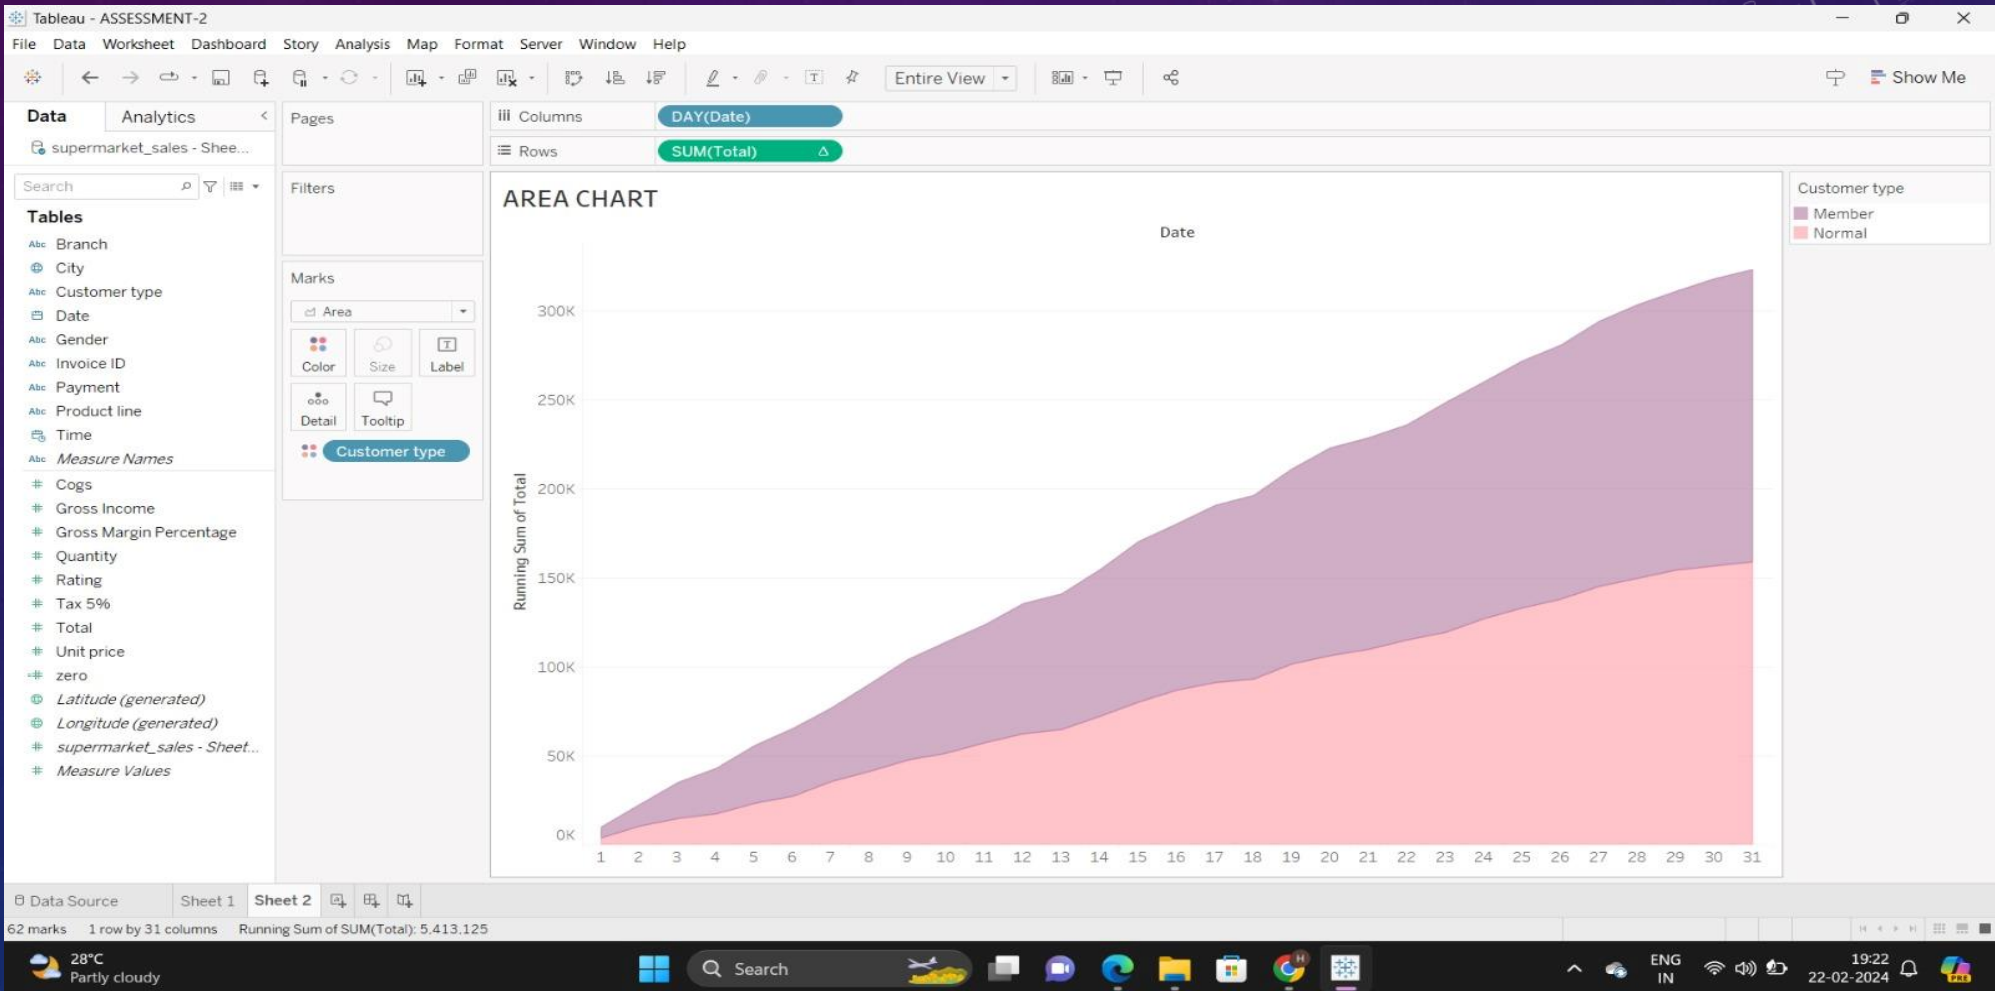 Tableau - ASSESSMENT-2
File Data Worksheet Dashboard Story Analysis Map Format Server Window Help
Entire View
Show Me
Data Analytics
supermarket_sales - Shee...
Search
Tables
Abc Branch
City
Abc Customer type
Date
Abc Gender
Abc Invoice ID
Abc Payment
Abc Product line
Time
Abc Measure Names
# Cogs
# Gross Income
# Gross Margin Percentage
# Quantity
# Rating
# Tax 5%
# Total
# Unit price
=# zero
Latitude (generated)
Longitude (generated)
# supermarket_sales - Sheet...
# Measure Values
Pages
Filters
Marks
Area
Color Size Label
Detail Tooltip
Customer type
Columns DAY(Date)
Rows SUM(Total)
AREA CHART
Date
Running Sum of Total
300K
250K
200K
150K
100K
50K
0K
1 2 3 4 5 6 7 8 9 10 11 12 13 14 15 16 17 18 19 20 21 22 23 24 25 26 27 28 29 30 31
Customer type
Member
Normal
Data Source Sheet 1 Sheet 2
62 marks 1 row by 31 columns Running Sum of SUM(Total): 5,413,125
28°C
Partly cloudy
Search
ENG
IN
19:22
22-02-2024
PRE